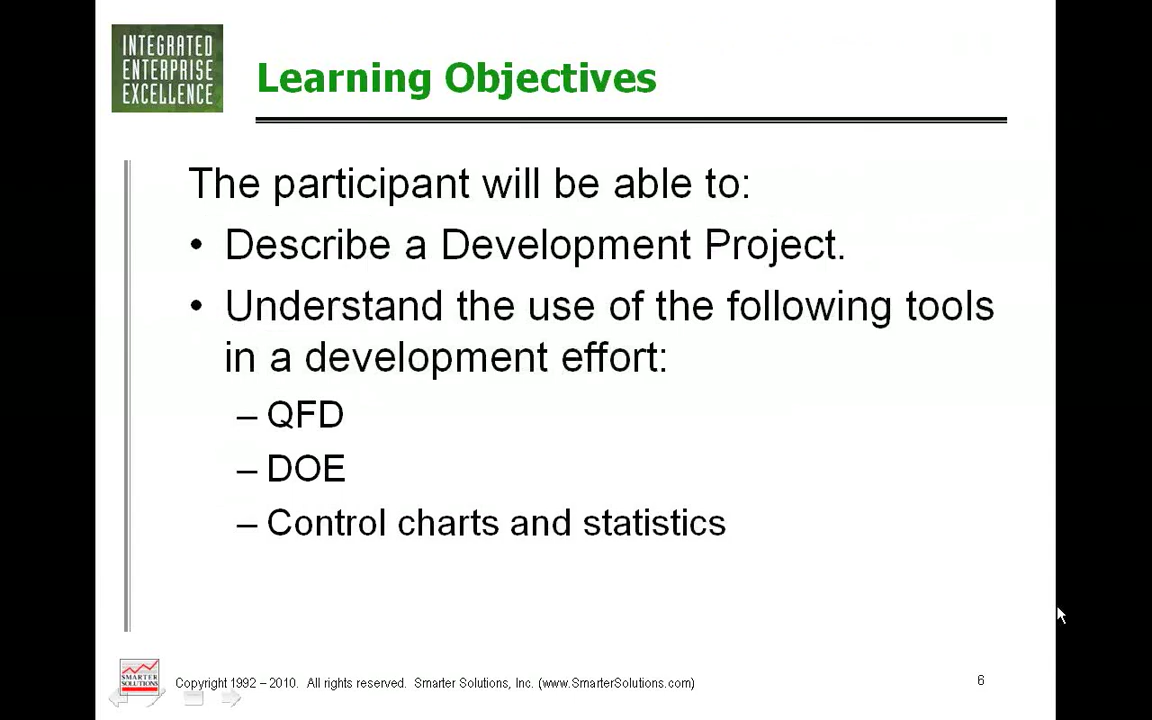 INTEGRATED
ENTERPRISE
EXCELLENCE
Learning Objectives
The participant will be able to:
• Describe a Development Project.
• Understand the use of the following tools
in a development effort:
– QFD
– DOE
– Control charts and statistics
SMARTER
SOLUTIONS
Copyright 1992 – 2010. All rights reserved. Smarter Solutions, Inc. (www.SmarterSolutions.com)
6